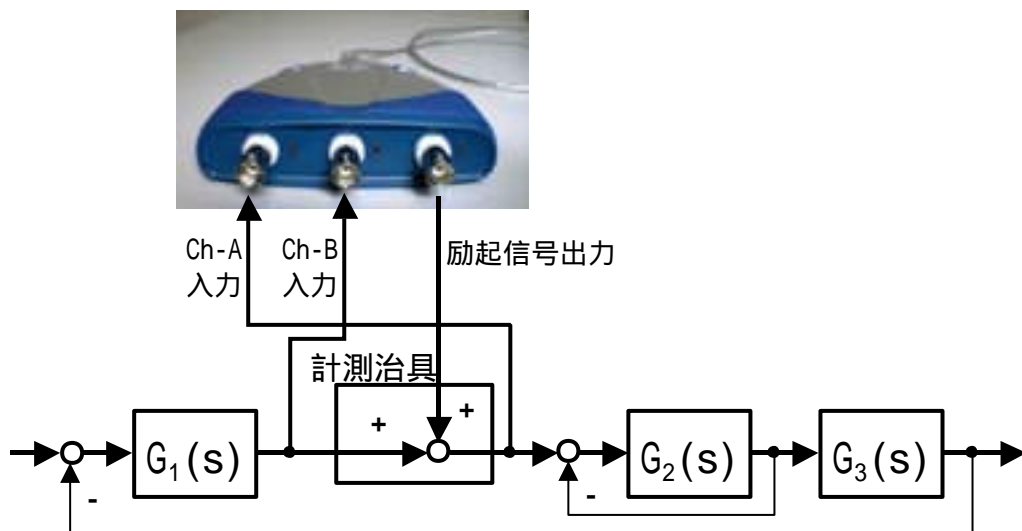 Ch-A
入力
Ch-B
入力
励起信号出力
計測治具
+
+
G₁(s)
G₂(s)
G₃(s)
-
-